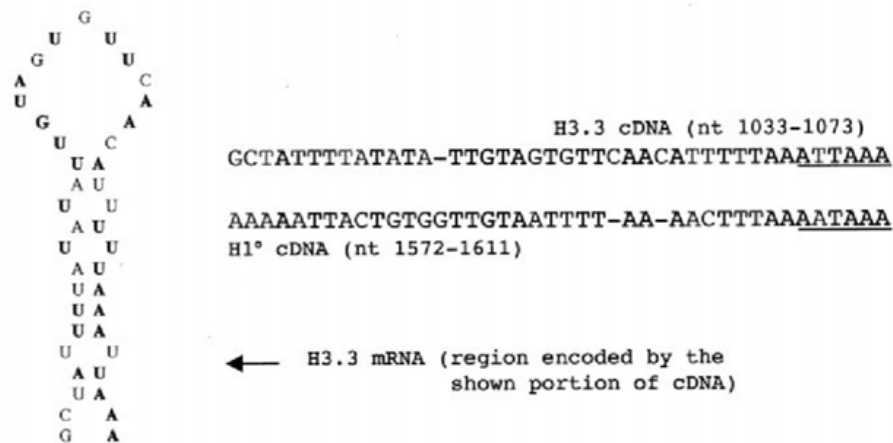 G
U U
G U
A C
U A
G A
U C
U A
A U
U U
A U
U U
A U
U A
U A
U A
U U
A U
U A
C A
G A
H3.3 cDNA (nt 1033-1073)
GCTATTTTATATA-TTGTAGTGTTCAACATTTTTAAATTAAA
AAAAATTACTGTGGTTGTAATTTT-AA-AACTTTAAAATAAA
H1° cDNA (nt 1572-1611)
H3.3 mRNA (region encoded by the
shown portion of cDNA)